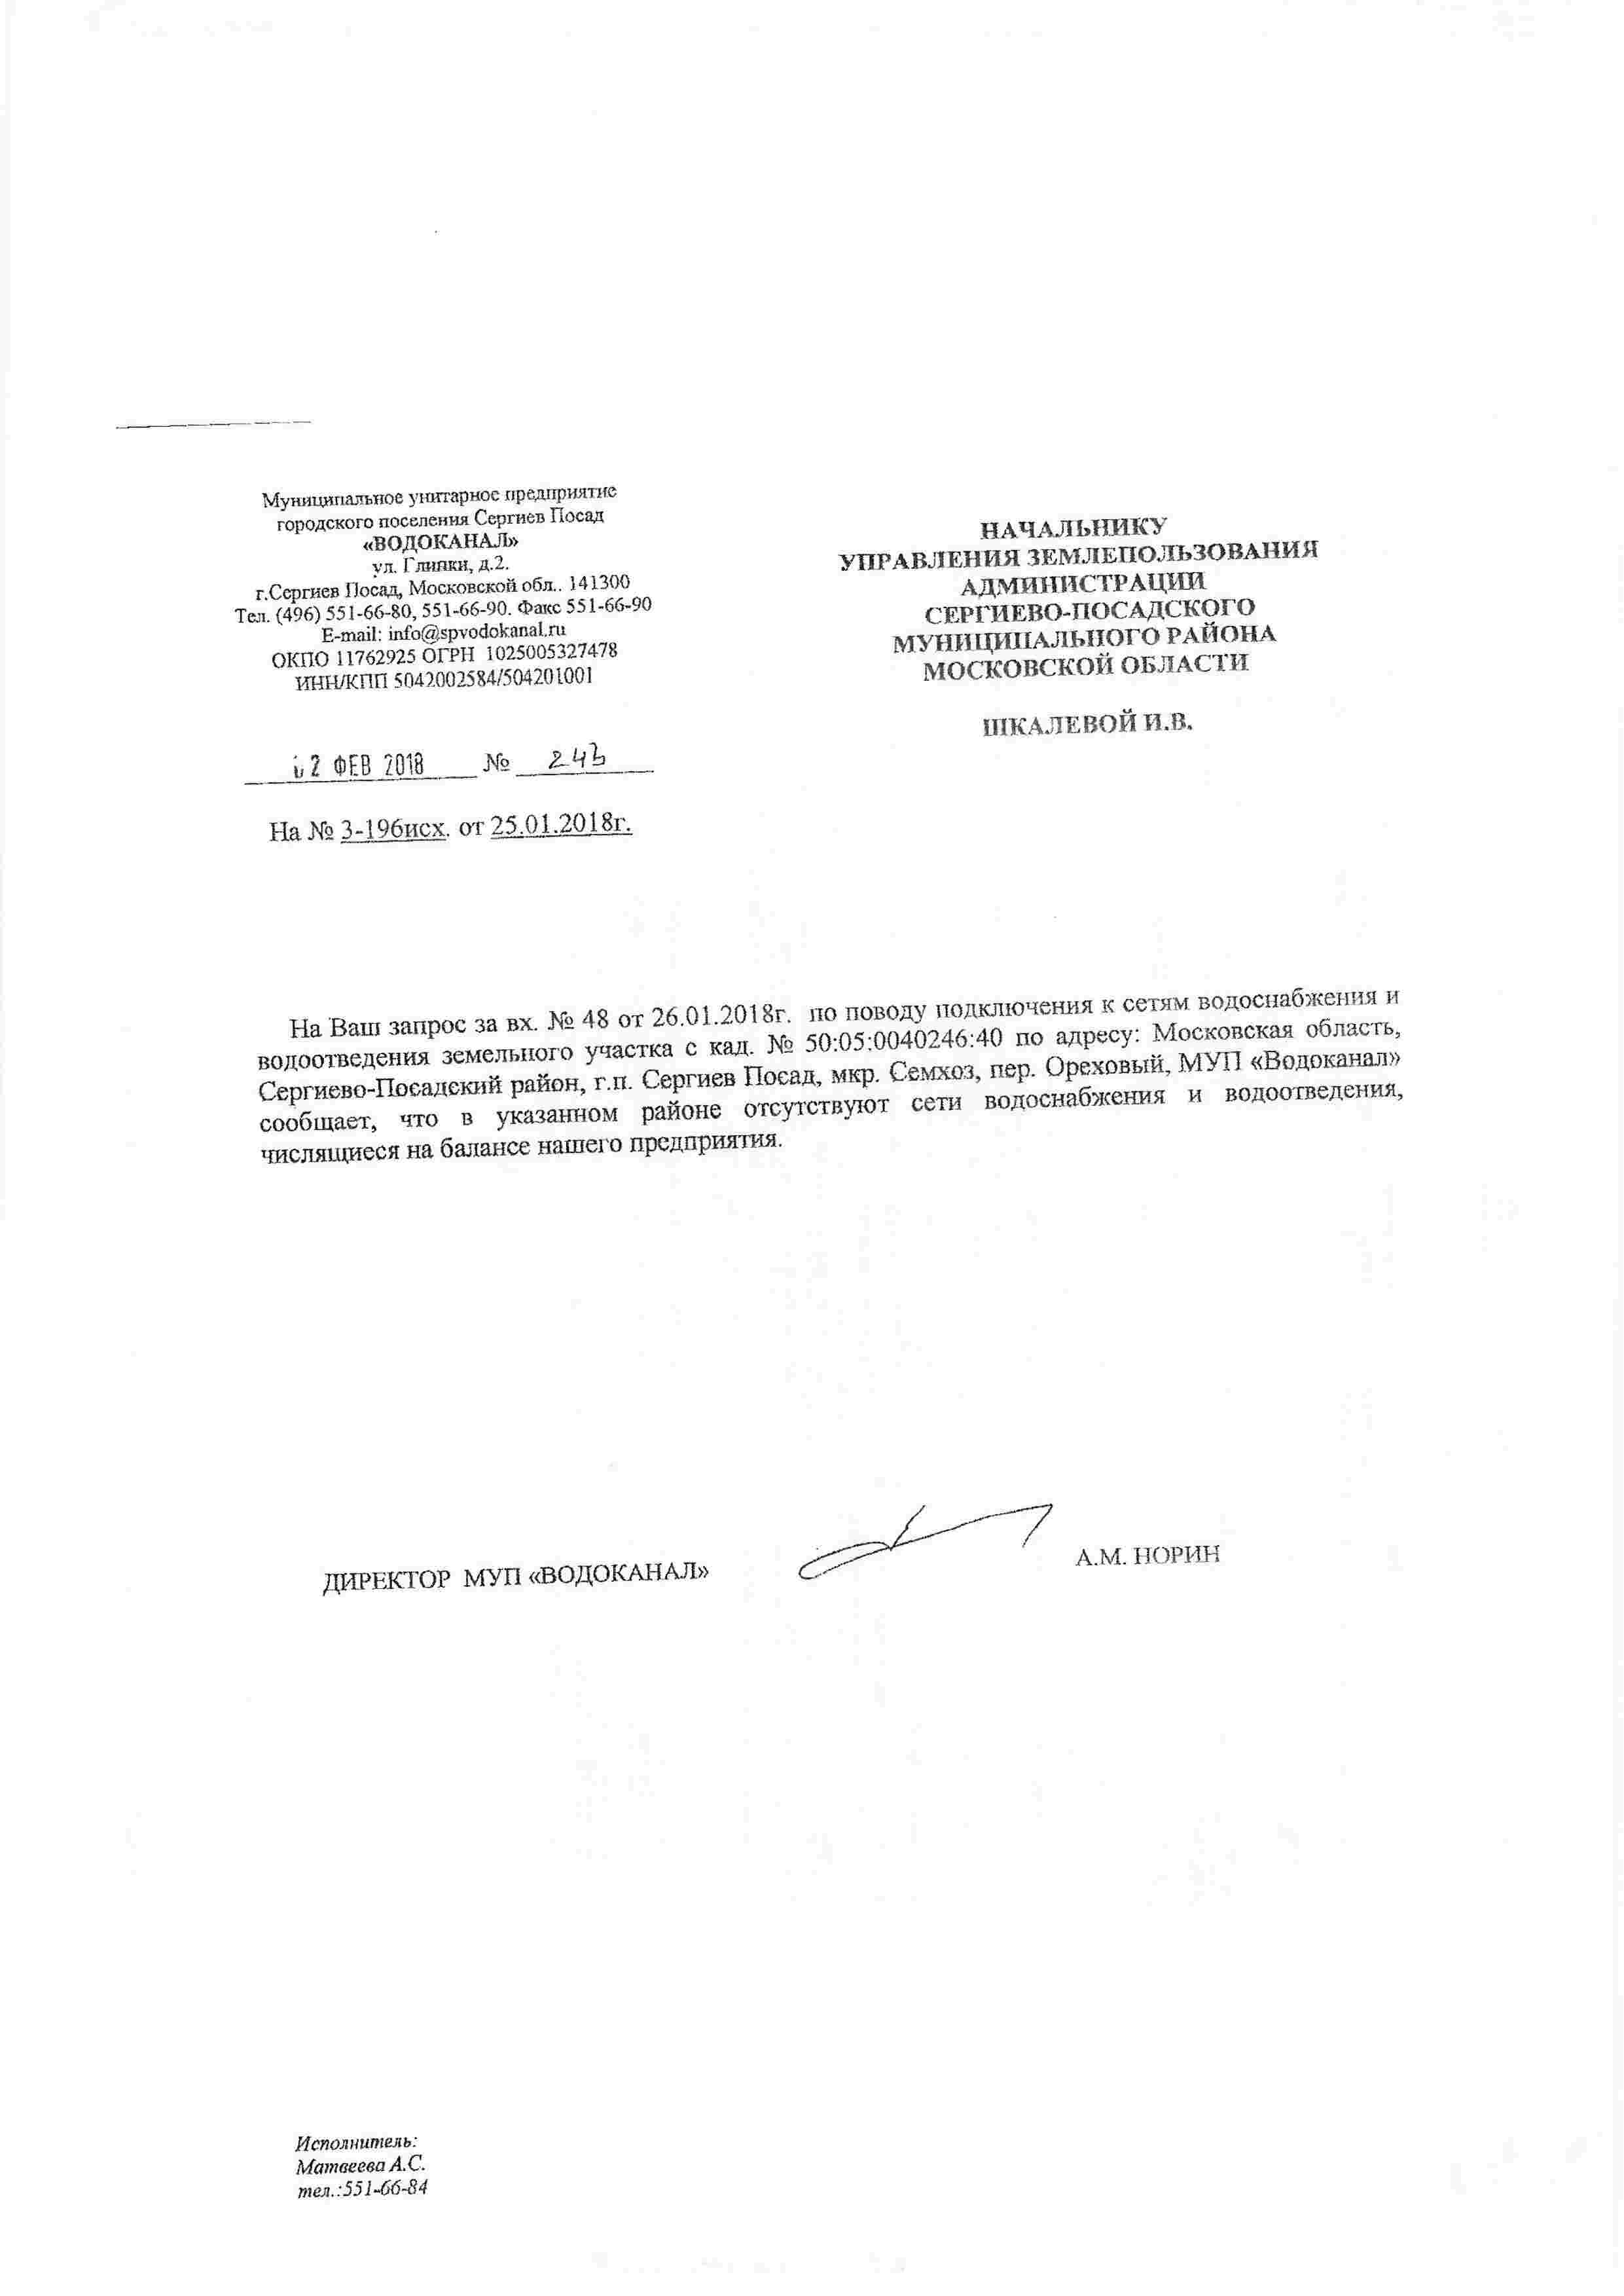 Муниципальное унитарное предприятие
городского поселения Сергиев Посад
«ВОДОКАНАЛ»
ул. Глинки, д.2.
г.Сергиев Посад, Московской обл.. 141300
Тел. (496) 551-66-80, 551-66-90. Факс 551-66-90
E-mail: info@spvodokanal.ru
ОКПО 11762925 ОГРН 1025005327478
ИНН/КПП 5042002584/504201001
02 ФЕВ 2018 № 243
На № 3-196исх. от 25.01.2018г.
НАЧАЛЬНИКУ
УПРАВЛЕНИЯ ЗЕМЛЕПОЛЬЗОВАНИЯ
АДМИНИСТРАЦИИ
СЕРГИЕВО-ПОСАДСКОГО
МУНИЦИПАЛЬНОГО РАЙОНА
МОСКОВСКОЙ ОБЛАСТИ
ШКАЛЕВОЙ И.В.
На Ваш запрос за вх. № 48 от 26.01.2018г. по поводу подключения к сетям водоснабжения и
водоотведения земельного участка с кад. № 50:05:0040246:40 по адресу: Московская область,
Сергиево-Посадский район, г.п. Сергиев Посад, мкр. Семхоз, пер. Ореховый, МУП «Водоканал»
сообщает, что в указанном районе отсутствуют сети водоснабжения и водоотведения,
числящиеся на балансе нашего предприятия.
ДИРЕКТОР МУП «ВОДОКАНАЛ» А.М. НОРИН
Исполнитель:
Матвеева А.С.
тел.:551-66-84